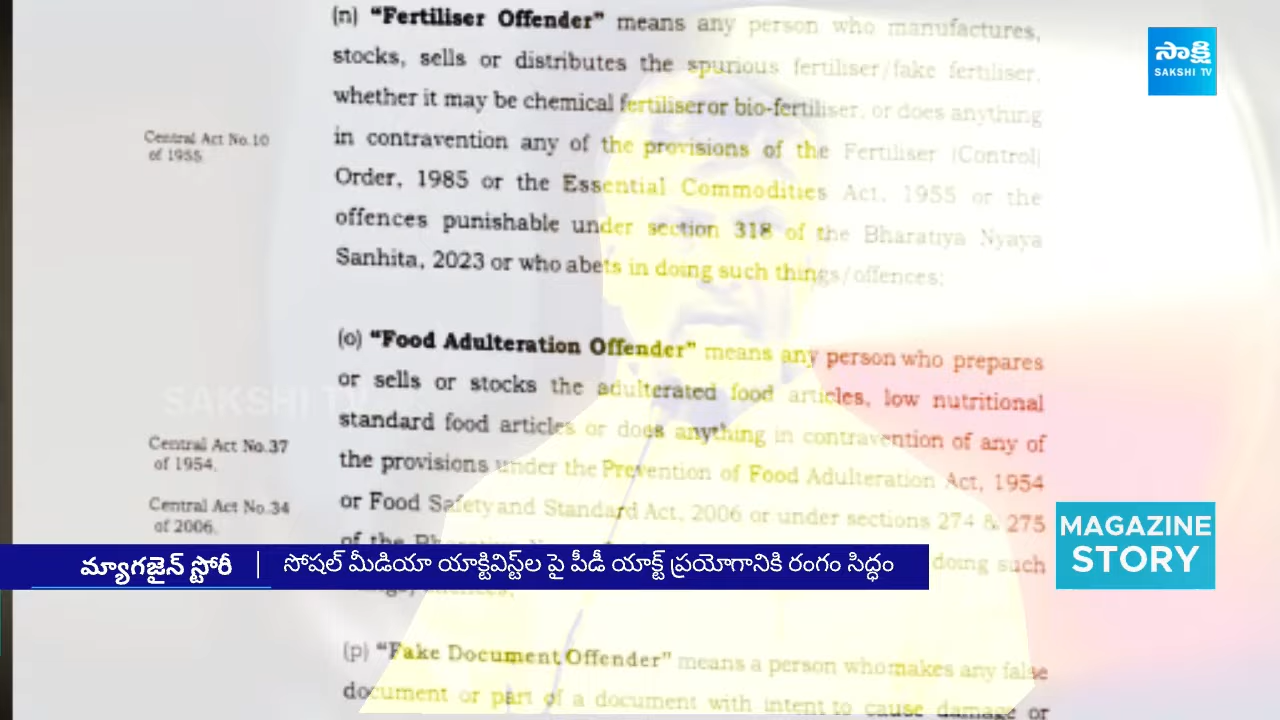 (n) “Fertiliser Offender” means any person who manufactures,
stocks, sells or distributes the spurious fertiliser/fake fertiliser,
whether it may be chemical fertiliser or bio-fertiliser, or does anything
Central Act No.10
of 1955.
in contravention any of the provisions of the Fertiliser (Control)
Order, 1985 or the Essential Commodities Act, 1955 or the
offences punishable under section 318 of the Bharatiya Nyaya
Sanhita, 2023 or who abets in doing such things/offences;
(o) “Food Adulteration Offender” means any person who prepares
or sells or stocks the adulterated food articles, low nutritional
standard food articles or does anything in contravention of any of
Central Act No.37
of 1954.
the provisions under the Prevention of Food Adulteration Act, 1954
Central Act No.34
of 2006.
or Food Safety and Standard Act, 2006 or under sections 274 & 275
of the
doing such
(p) “Fake Document Offender” means a person who makes any false
document or part of a document with intent to cause damage or
సాక్షి
SAKSHI TV
SAKSHI TV
మ్యాగజైన్ స్టోరీ | సోషల్ మీడియా యాక్టివిస్ట్‌ల పై పీడీ యాక్ట్ ప్రయోగానికి రంగం సిద్ధం
MAGAZINE
STORY